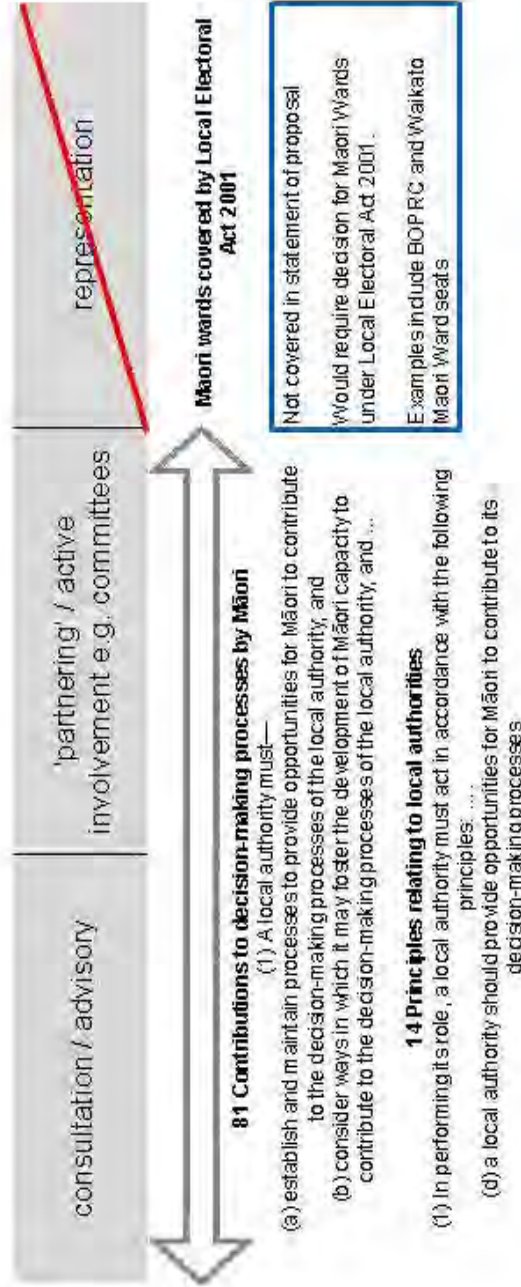 consultation / advisory
'partnering' / active
involvement e.g. committees
representation
81 Contributions to decision-making processes by Māori
(1) A local authority must—
(a) establish and maintain processes to provide opportunities for Māori to contribute
to the decision-making processes of the local authority; and
(b) consider ways in which it may foster the development of Māori capacity to
contribute to the decision-making processes of the local authority; and ...
14 Principles relating to local authorities
(1) In performing its role, a local authority must act in accordance with the following
principles: ....
(d) a local authority should provide opportunities for Māori to contribute to its
decision-making processes
Maori wards covered by Local Electoral
Act 2001
Not covered in statement of proposal
Would require decision for Maori Wards
under Local Electoral Act 2001.
Examples include BOPRC and Waikato
Maori Ward seats